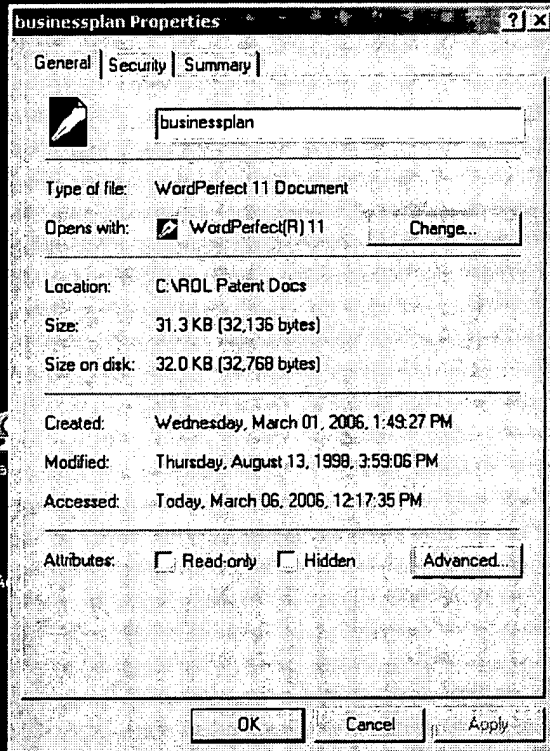 businessplan Properties
General Security Summary
businessplan
Type of file: WordPerfect 11 Document
Opens with: WordPerfect(R) 11 Change...
Location: C:\ROL Patent Docs
Size: 31.3 KB (32,136 bytes)
Size on disk: 32.0 KB (32,768 bytes)
Created: Wednesday, March 01, 2006, 1:49:27 PM
Modified: Thursday, August 13, 1998, 3:59:06 PM
Accessed: Today, March 06, 2006, 12:17:35 PM
Attributes: Read-only Hidden Advanced...
OK Cancel Apply